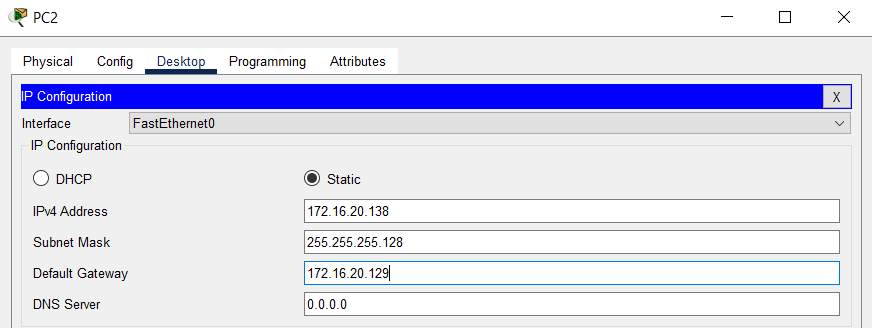 PC2
Physical Config Desktop Programming Attributes
IP Configuration X
Interface FastEthernet0
IP Configuration
DHCP Static
IPv4 Address 172.16.20.138
Subnet Mask 255.255.255.128
Default Gateway 172.16.20.129
DNS Server 0.0.0.0